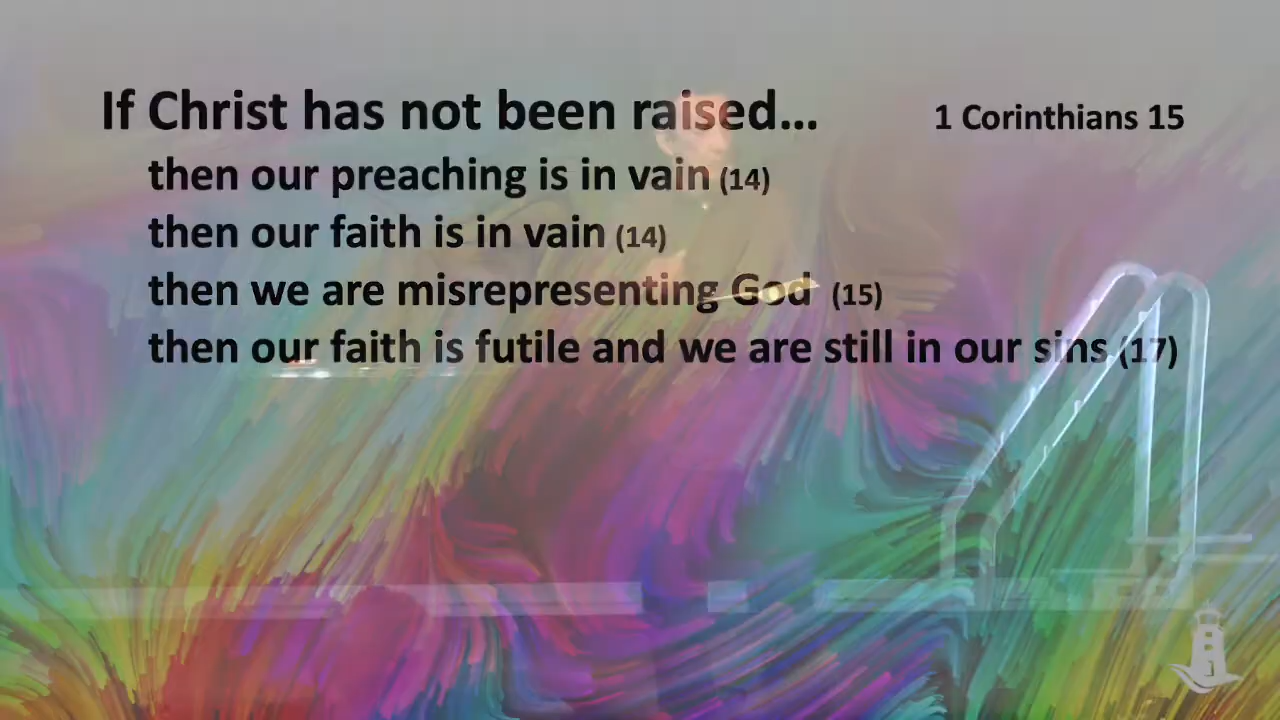 If Christ has not been raised... 1 Corinthians 15
then our preaching is in vain (14)
then our faith is in vain (14)
then we are misrepresenting God (15)
then our faith is futile and we are still in our sins (17)